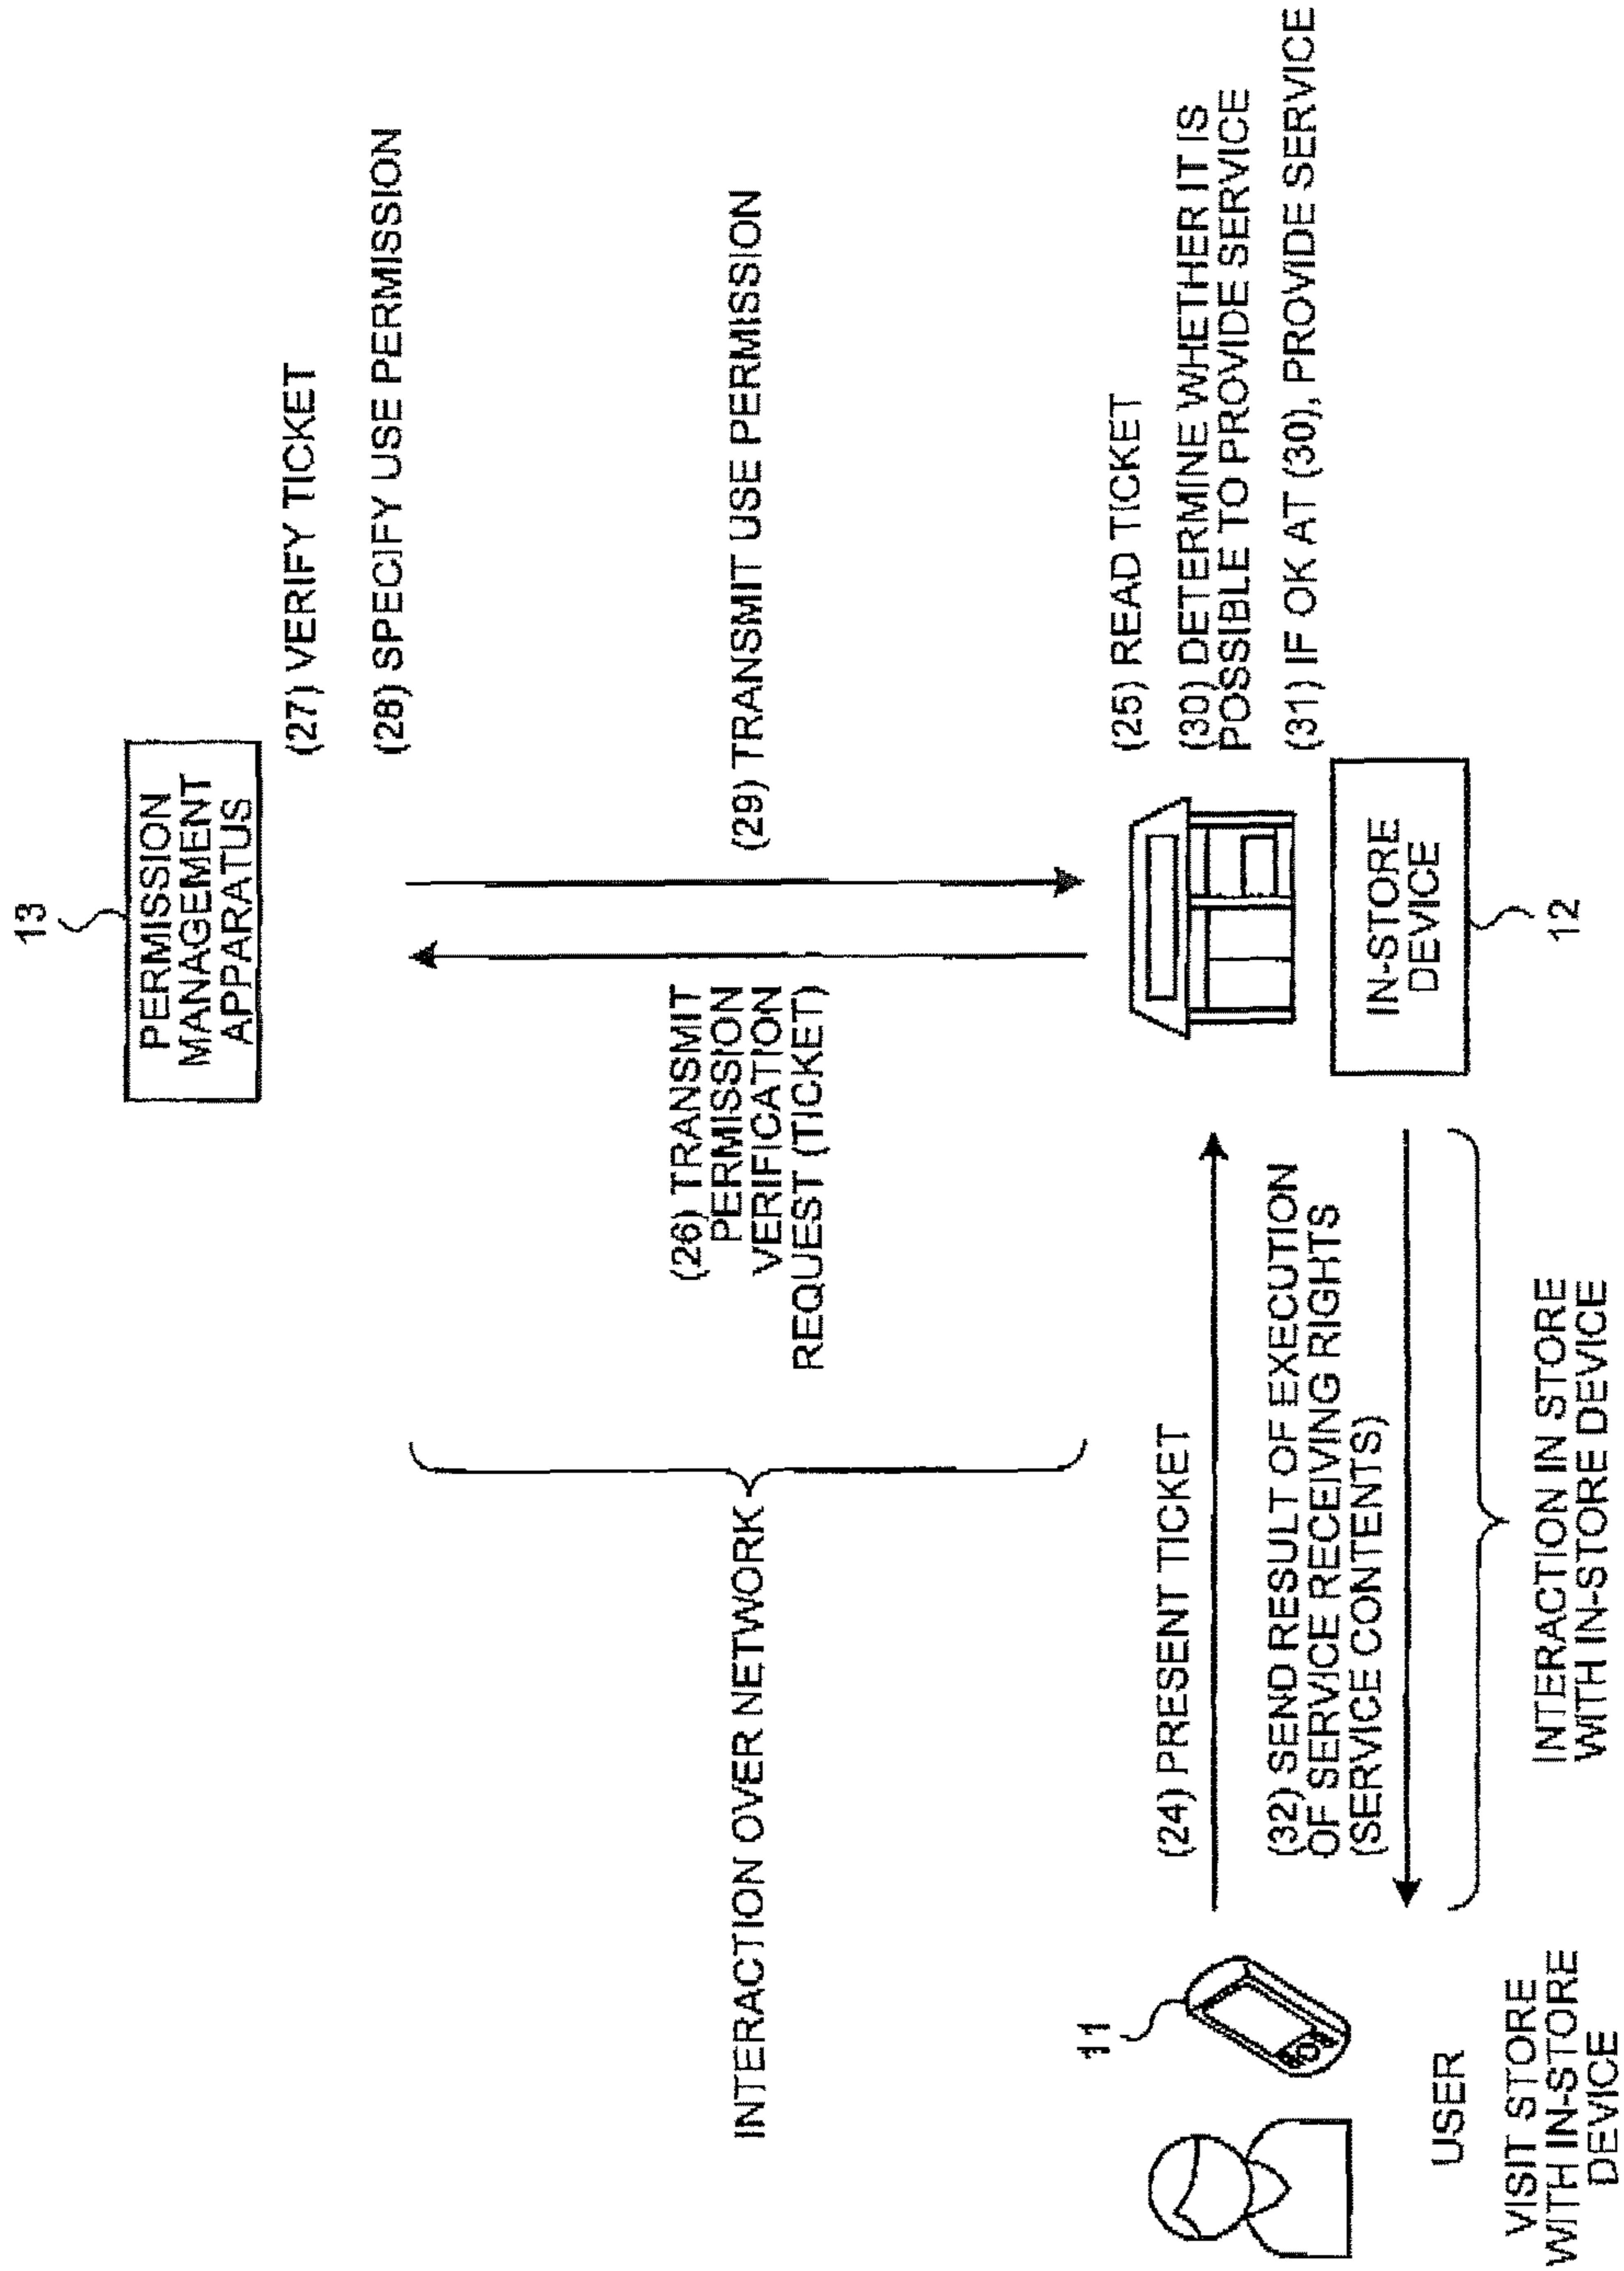 13
PERMISSION
MANAGEMENT
APPARATUS
(27) VERIFY TICKET
(28) SPECIFY USE PERMISSION
INTERACTION OVER NETWORK
(26) TRANSMIT
PERMISSION
VERIFICATION
REQUEST (TICKET)
(29) TRANSMIT USE PERMISSION
11
USER
VISIT STORE
WITH IN-STORE
DEVICE
(24) PRESENT TICKET
(32) SEND RESULT OF EXECUTION
OF SERVICE RECEIVING RIGHTS
(SERVICE CONTENTS)
INTERACTION IN STORE
WITH IN-STORE DEVICE
(25) READ TICKET
(30) DETERMINE WHETHER IT IS
POSSIBLE TO PROVIDE SERVICE
(31) IF OK AT (30), PROVIDE SERVICE
IN-STORE
DEVICE
12